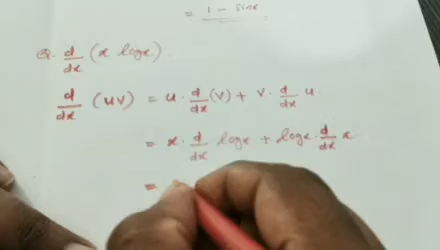 = 1 - sinx
Q. d/dx (x logx).
d/dx (uv) = u · d/dx (v) + v · d/dx u.
= x · d/dx logx + logx · d/dx x
=